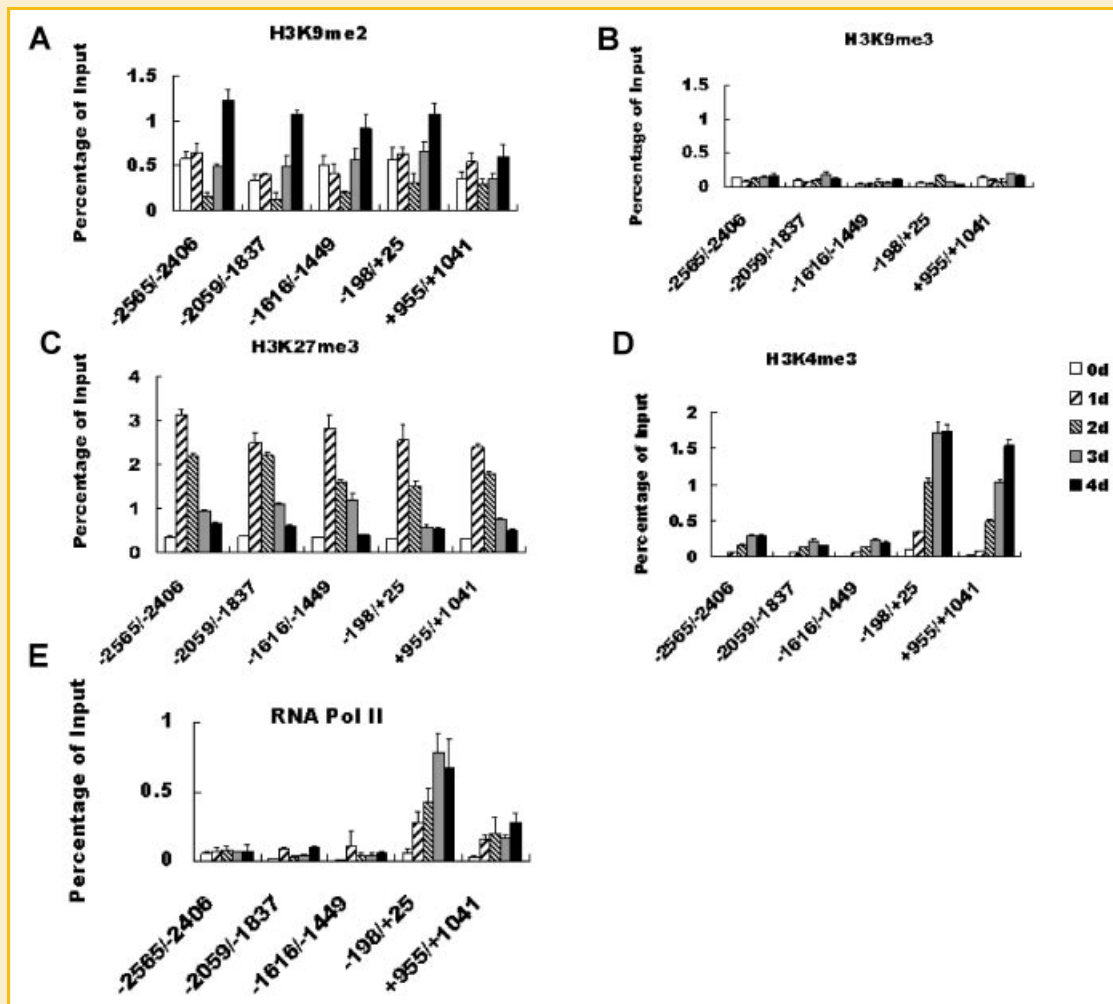 A
H3K9me2
Percentage of Input
1.5
1
0.5
0
-2565/-2406
-2059/-1837
-1616/-1449
-198/+25
+955/+1041
B
H3K9me3
Percentage of Input
1.5
1
0.5
0
-2565/-2406
-2059/-1837
-1616/-1449
-198/+25
+955/+1041
C
H3K27me3
Percentage of Input
4
3
2
1
0
-2565/-2406
-2059/-1837
-1616/-1449
-198/+25
+955/+1041
D
H3K4me3
Percentage of Input
2
1.5
1
0.5
0
-2565/-2406
-2059/-1837
-1616/-1449
-198/+25
+955/+1041
0d
1d
2d
3d
4d
E
RNA Pol II
Percentage of Input
1
0.5
0
-2565/-2406
-2059/-1837
-1616/-1449
-198/+25
+955/+1041